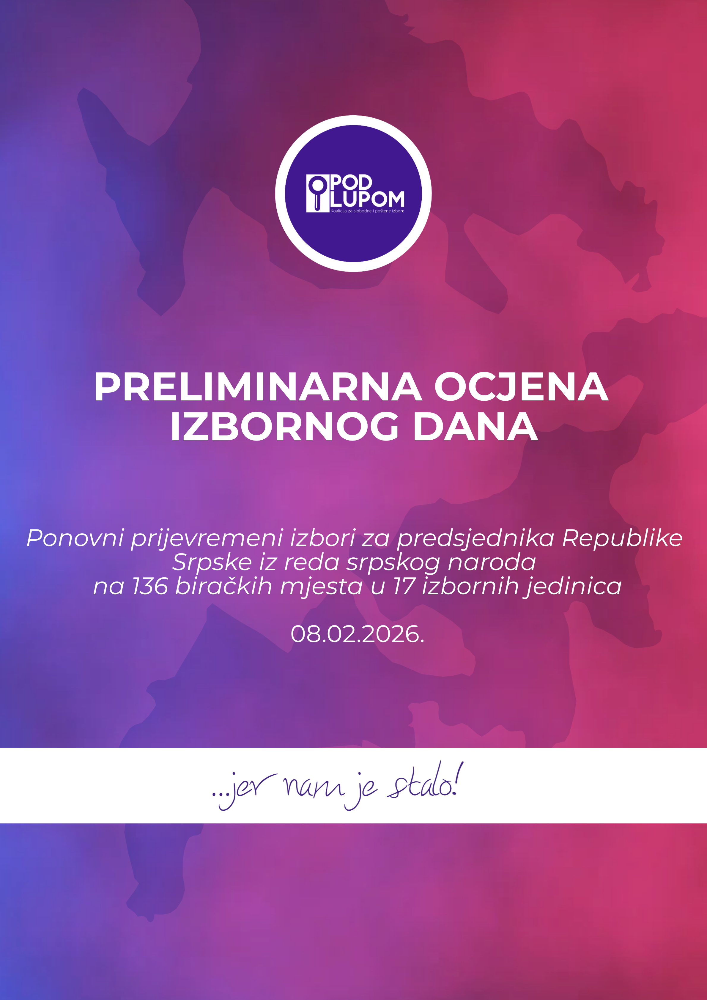 POD
LUPOM
Koalicija za slobodne i poštene izbore
PRELIMINARNA OCJENA
IZBORNOG DANA
Ponovni prijevremeni izbori za predsjednika Republike
Srpske iz reda srpskog naroda
na 136 biračkih mjesta u 17 izbornih jedinica
08.02.2026.
...jer nam je stalo!